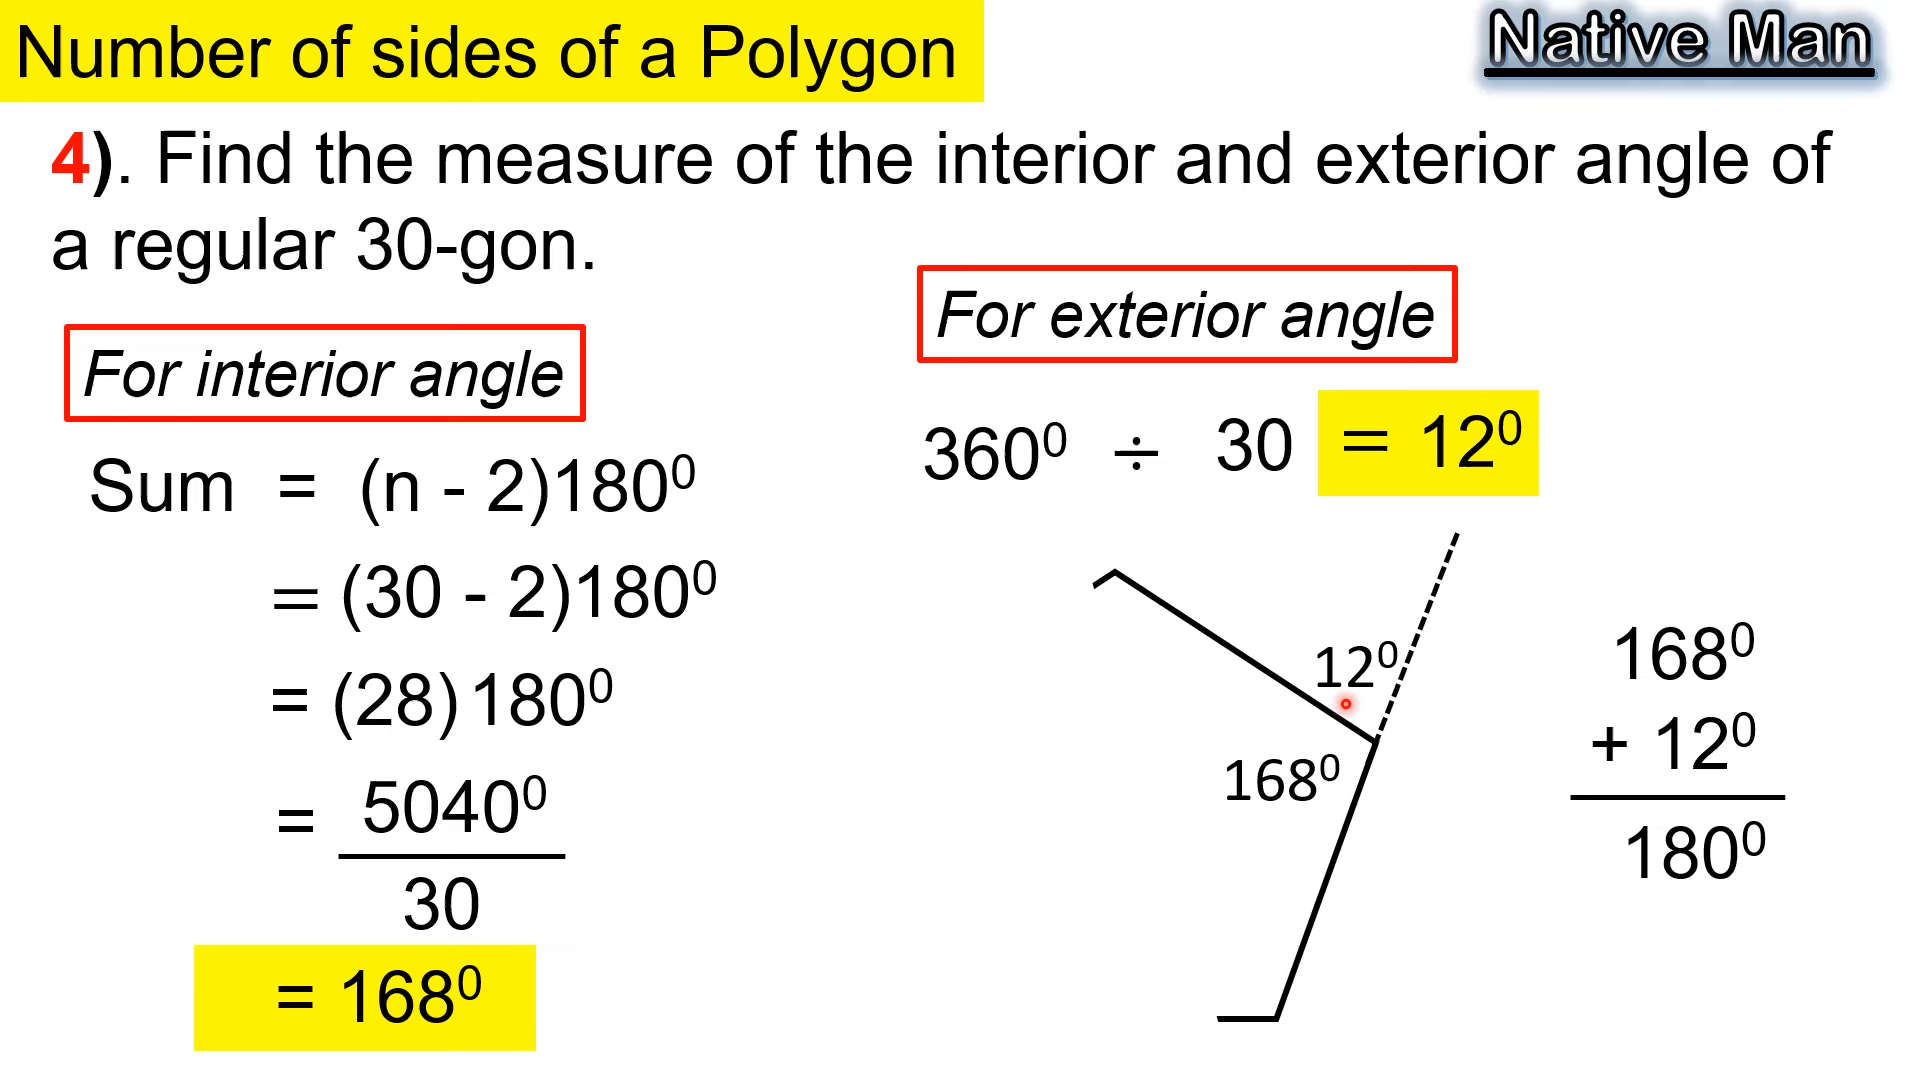 Number of sides of a Polygon
Native Man
4). Find the measure of the interior and exterior angle of
a regular 30-gon.
For interior angle
Sum = (n - 2)180⁰
= (30 - 2)180⁰
= (28) 180⁰
= 5040⁰
30
= 168⁰
For exterior angle
360⁰ ÷ 30 = 12⁰
12⁰
168⁰
168⁰
+ 12⁰
180⁰